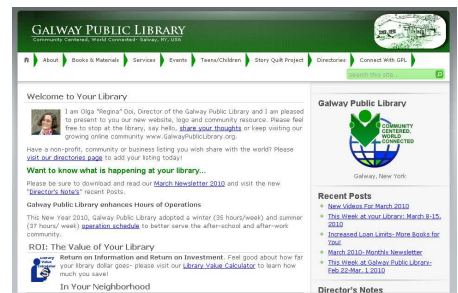 GALWAY PUBLIC LIBRARY
Community Centered, World Connected- Galway, NY, USA
About Books & Materials Services Events Teens/Children Story Quilt Project Directories Connect With GPL
search this site...
Welcome to Your Library
I am Olga "Regina" Doi, Director of the Galway Public Library and I am pleased
to present to you our new website, logo and community resource. Please feel
free to stop at the library, say hello, share your thoughts or keep visiting our
growing online community www.GalwayPublicLibrary.org.
Have a non-profit, community or business listing you wish share with the world? Please
visit our directories page to add your listing today!
Want to know what is happening at your library...
Please be sure to download and read our March Newsletter 2010 and visit the new
"Director's Note's" recent Posts.
Galway Public Library enhances Hours of Operations
This New Year 2010, Galway Public Library adopted a winter (35 hours/week) and summer
(37 hours/ week) operation schedule to better serve the after-school and after-work
community.
ROI: The Value of Your Library
Library Value Calculator
Return on Information and Return on Investment. Feel good about how far
your library dollar goes- please visit our Library Value Calculator to learn how
much you save!
In Your Neighborhood
Galway Public Library
COMMUNITY
CENTERED,
WORLD
CONNECTED
Galway, New York
Recent Posts
New Videos For March 2010
This Week at your Library: March 8-15,
2010
Increased Loan Limits- More Books for
You!
March 2010- Monthly Newsletter
This Week at Galway Public Library-
Feb 22-Mar. 1 2010
Director's Notes